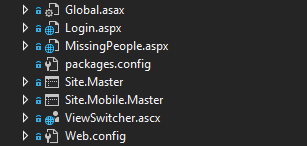 Global.asax
Login.aspx
MissingPeople.aspx
packages.config
Site.Master
Site.Mobile.Master
ViewSwitcher.ascx
Web.config